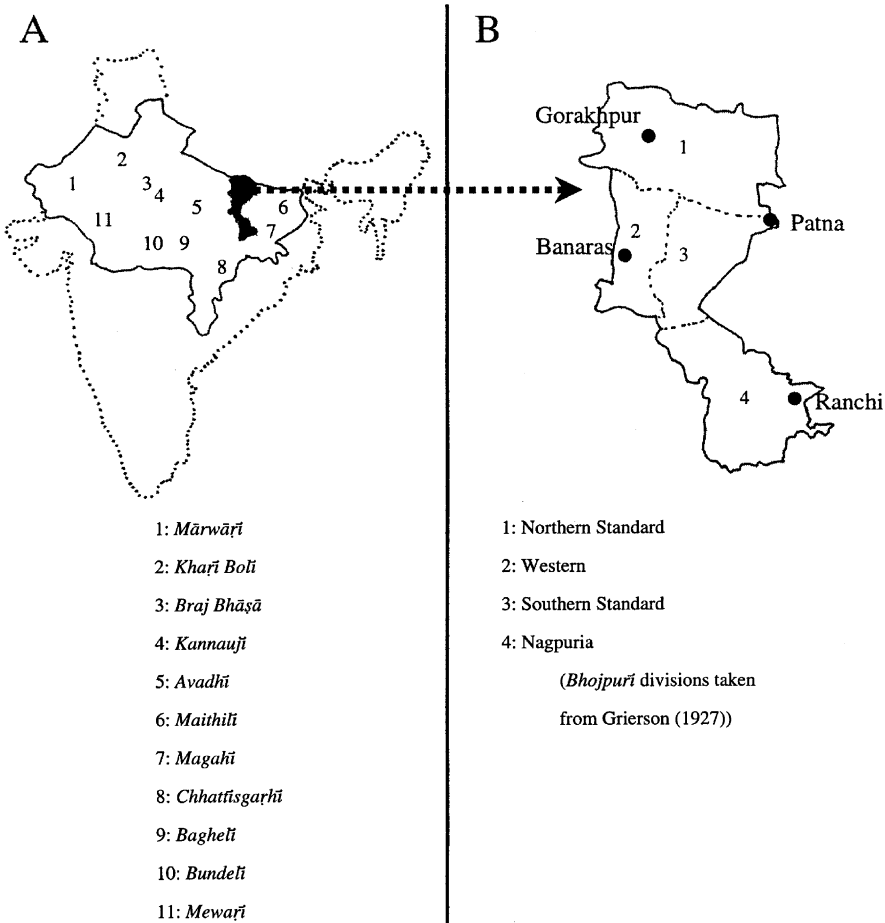 A
1
2
3
4
5
6
7
8
9
10
11
1: Mārwāṛī
2: Khaṛī Bolī
3: Braj Bhāṣā
4: Kannaujī
5: Avadhī
6: Maithilī
7: Magahī
8: Chhattīsgaṛhī
9: Baghelī
10: Bundelī
11: Mewaṛī
B
Gorakhpur
1
Patna
2
Banaras
3
4
Ranchi
1: Northern Standard
2: Western
3: Southern Standard
4: Nagpuria
(Bhojpurī divisions taken
from Grierson (1927))